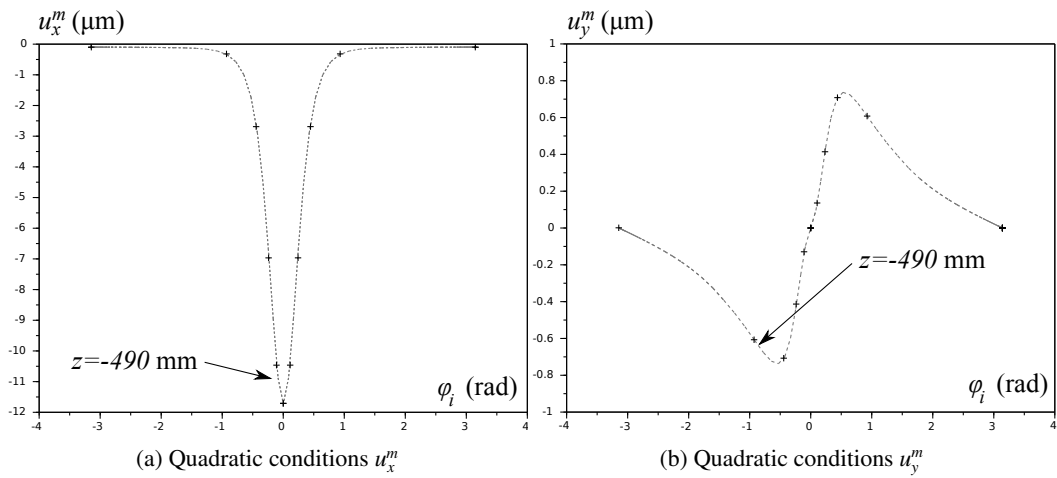 u_x^m (μm)
0
-1
-2
-3
-4
-5
-6
-7
-8
-9
-10
-11
-12
-4 -3 -2 -1 0 1 2 3 4
z=-490 mm
φ_i (rad)
(a) Quadratic conditions u_x^m
u_y^m (μm)
1
0.8
0.6
0.4
0.2
0
-0.2
-0.4
-0.6
-0.8
-1
-4 -3 -2 -1 0 1 2 3 4
z=-490 mm
φ_i (rad)
(b) Quadratic conditions u_y^m